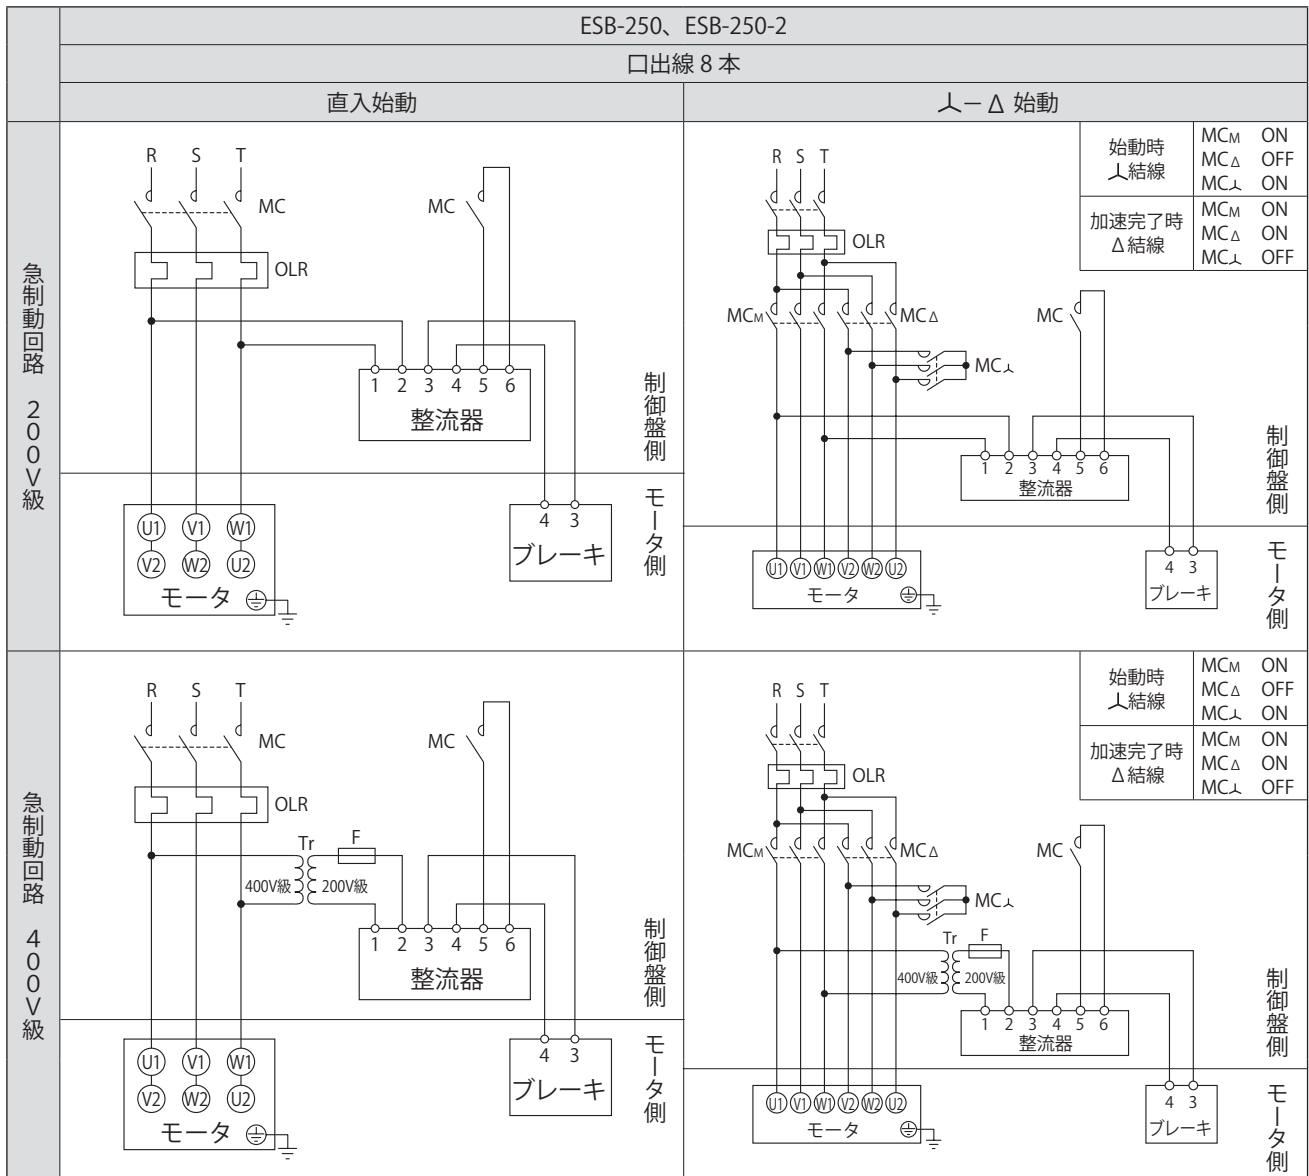 ESB-250、ESB-250-2
口出線 8 本
直入始動
人－Δ 始動
急制動回路　200V級
R S T
MC
MC
OLR
1 2 3 4 5 6
整流器
制御盤側
モータ側
U1 V1 W1
V2 W2 U2
モータ
4 3
ブレーキ
始動時
人結線
MCM ON
MCΔ OFF
MC人 ON
加速完了時
Δ結線
MCM ON
MCΔ ON
MC人 OFF
R S T
OLR
MCM
MCΔ
MC
MC人
1 2 3 4 5 6
整流器
制御盤側
モータ側
U1 V1 W1 V2 W2 U2
モータ
4 3
ブレーキ
急制動回路　400V級
R S T
MC
MC
OLR
Tr F
400V級 200V級
1 2 3 4 5 6
整流器
制御盤側
モータ側
U1 V1 W1
V2 W2 U2
モータ
4 3
ブレーキ
始動時
人結線
MCM ON
MCΔ OFF
MC人 ON
加速完了時
Δ結線
MCM ON
MCΔ ON
MC人 OFF
R S T
OLR
MCM
MCΔ
MC
MC人
Tr F
400V級 200V級
1 2 3 4 5 6
整流器
制御盤側
モータ側
U1 V1 W1 V2 W2 U2
モータ
4 3
ブレーキ